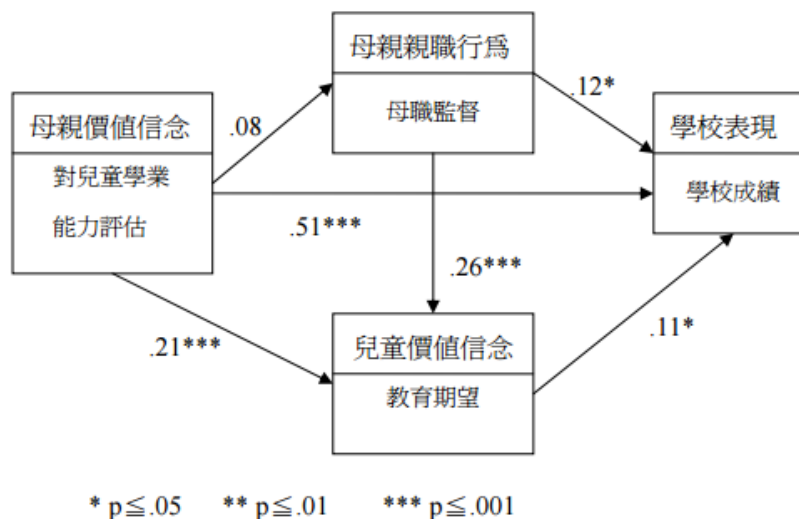 母親親職行為
母職監督
.12*
母親價值信念
對兒童學業
能力評估
.08
學校表現
學校成績
.51***
.26***
.21***
兒童價值信念
教育期望
.11*
* p≦.05 ** p≦.01 *** p≦.001